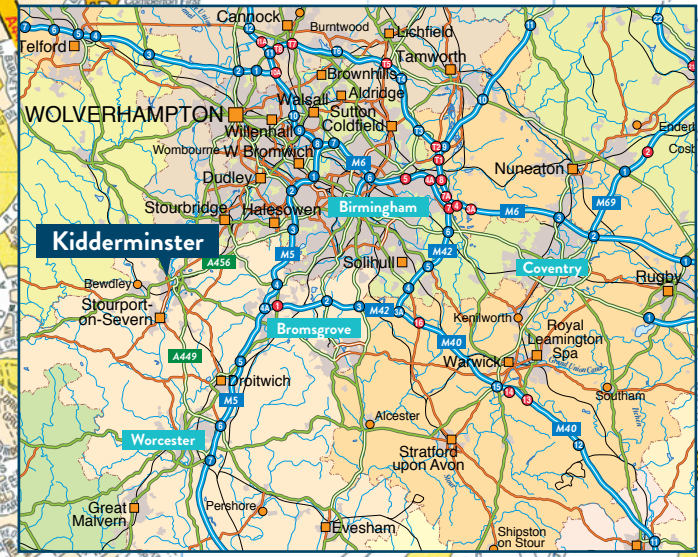 Cannock
Burntwood
Lichfield
Telford
Tamworth
Brownhills
Aldridge
WOLVERHAMPTON
Walsall
Sutton
Coldfield
Willenhall
Wombourne
W Bromwich
M6
Nuneaton
Dudley
M69
Stourbridge
Halesowen
Birmingham
M6
Kidderminster
A456
M5
Solihull
M42
Coventry
Rugby
Bewdley
Stourport-
on-Severn
Bromsgrove
M42
Kenilworth
Royal
Leamington
Spa
M40
A449
Warwick
Grand Union Canal
Droitwich
M5
Southam
Alcester
M40
Worcester
Stratford
upon Avon
Great
Malvern
Pershore
Evesham
Shipston
on Stour